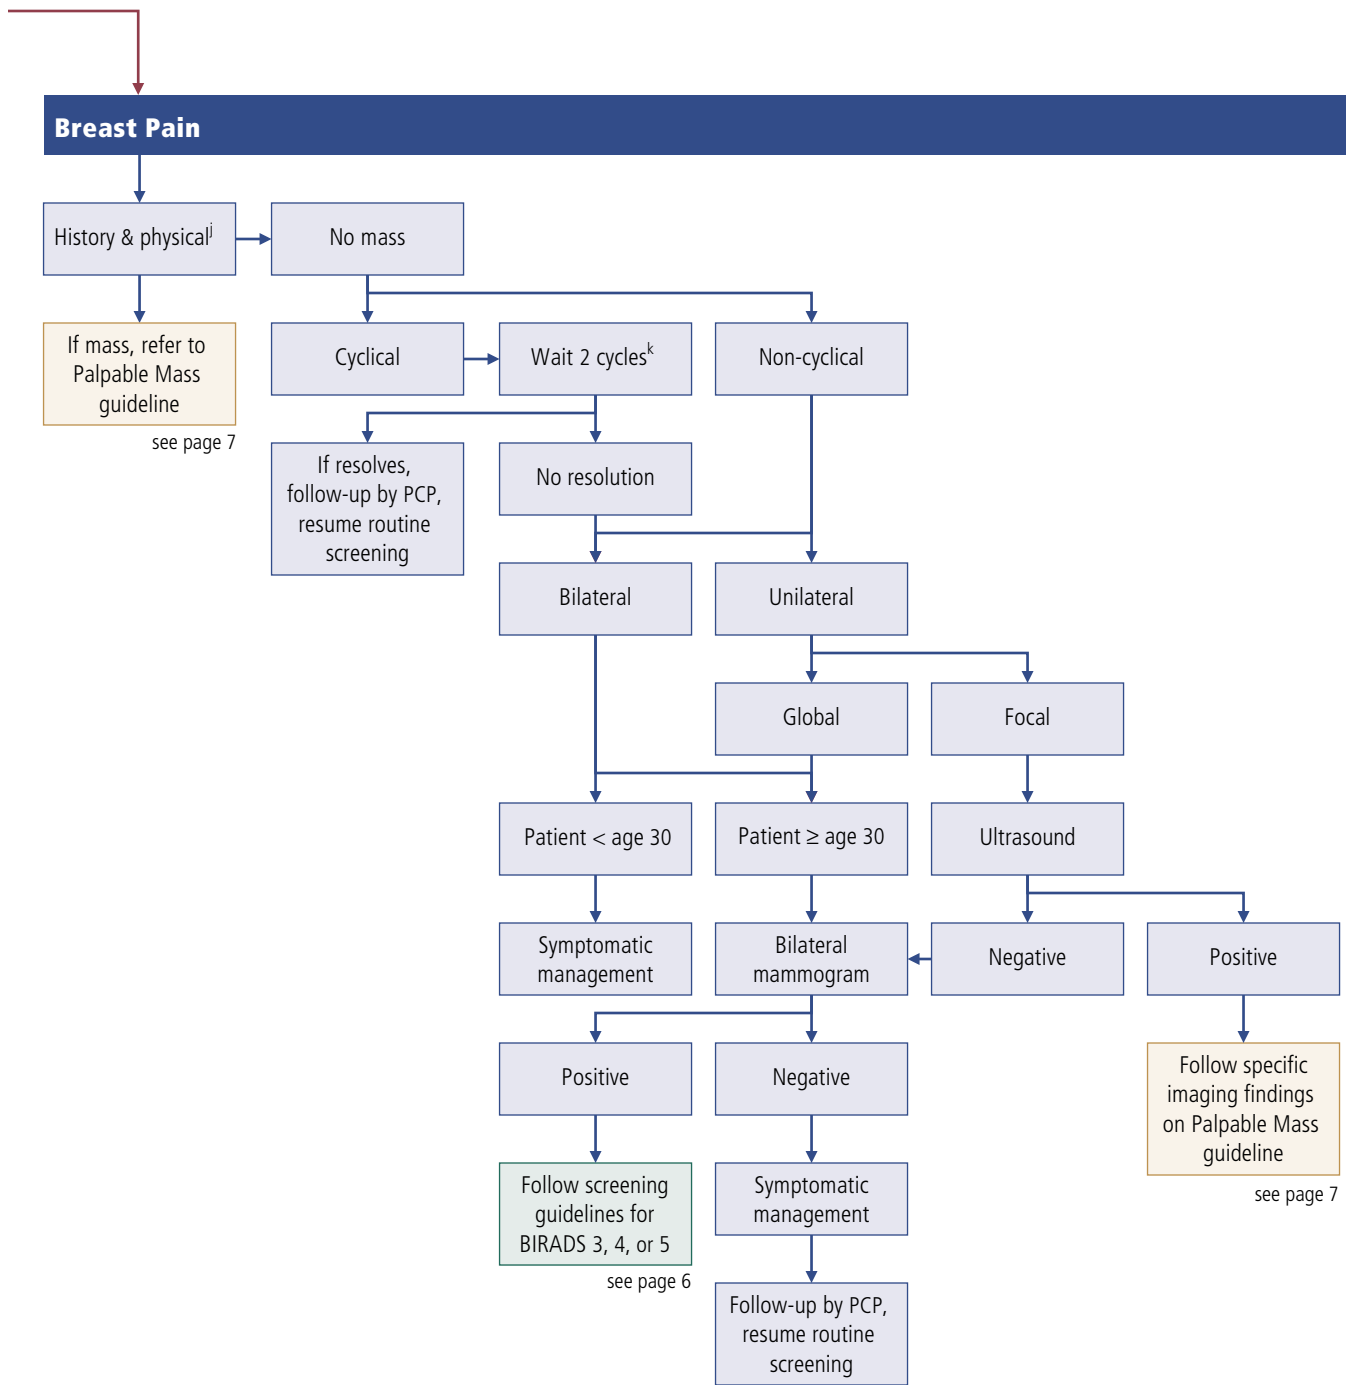 Breast Pain
History & physicalj
No mass
If mass, refer to
Palpable Mass
guideline
see page 7
Cyclical
Wait 2 cyclesk
Non-cyclical
If resolves,
follow-up by PCP,
resume routine
screening
No resolution
Bilateral
Unilateral
Global
Focal
Patient < age 30
Patient ≥ age 30
Ultrasound
Symptomatic
management
Bilateral
mammogram
Negative
Positive
Positive
Negative
Follow specific
imaging findings
on Palpable Mass
guideline
see page 7
Follow screening
guidelines for
BIRADS 3, 4, or 5
see page 6
Symptomatic
management
Follow-up by PCP,
resume routine
screening